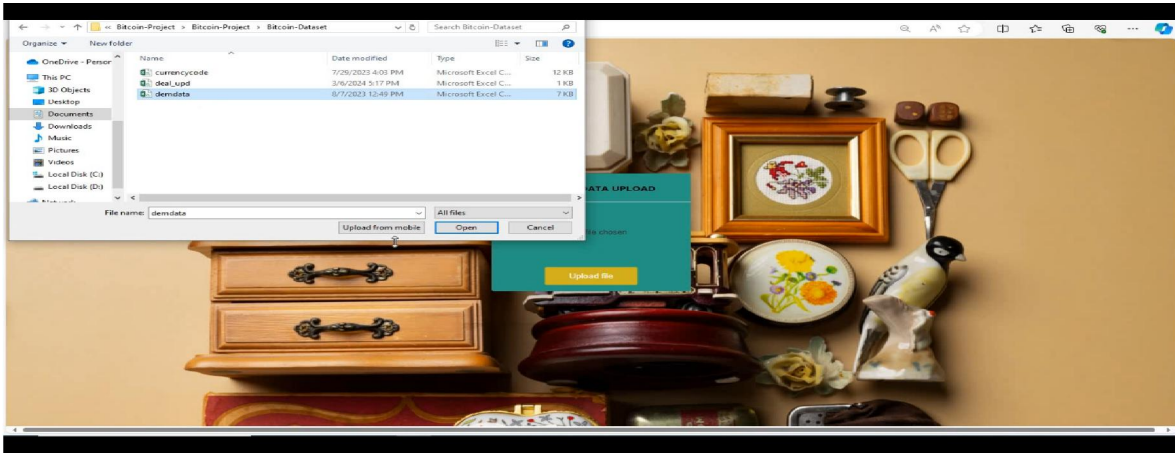 « Bitcoin-Project > Bitcoin-Project > Bitcoin-Dataset
Search Bitcoin-Dataset
Organize
New folder
Name
Date modified
Type
Size
OneDrive - Person
This PC
3D Objects
Desktop
Documents
Downloads
Music
Pictures
Videos
Local Disk (C:)
Local Disk (D:)
currencycode
7/29/2023 4:03 PM
Microsoft Excel C...
12 KB
deal_upd
3/6/2024 5:17 PM
Microsoft Excel C...
1 KB
demdata
8/7/2023 12:49 PM
Microsoft Excel C...
7 KB
File name:
demdata
All files
Upload from mobile
Open
Cancel
ATA UPLOAD
file chosen
Upload file